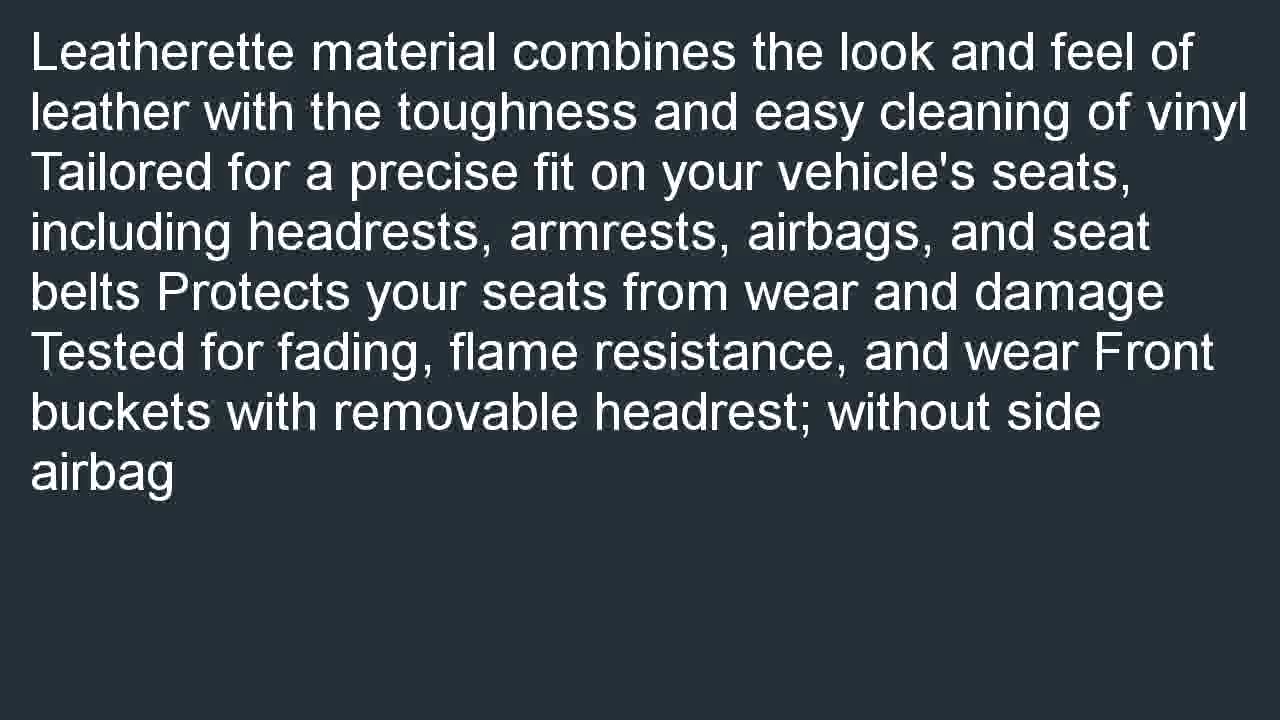 Leatherette material combines the look and feel of
leather with the toughness and easy cleaning of vinyl
Tailored for a precise fit on your vehicle's seats,
including headrests, armrests, airbags, and seat
belts Protects your seats from wear and damage
Tested for fading, flame resistance, and wear Front
buckets with removable headrest; without side
airbag